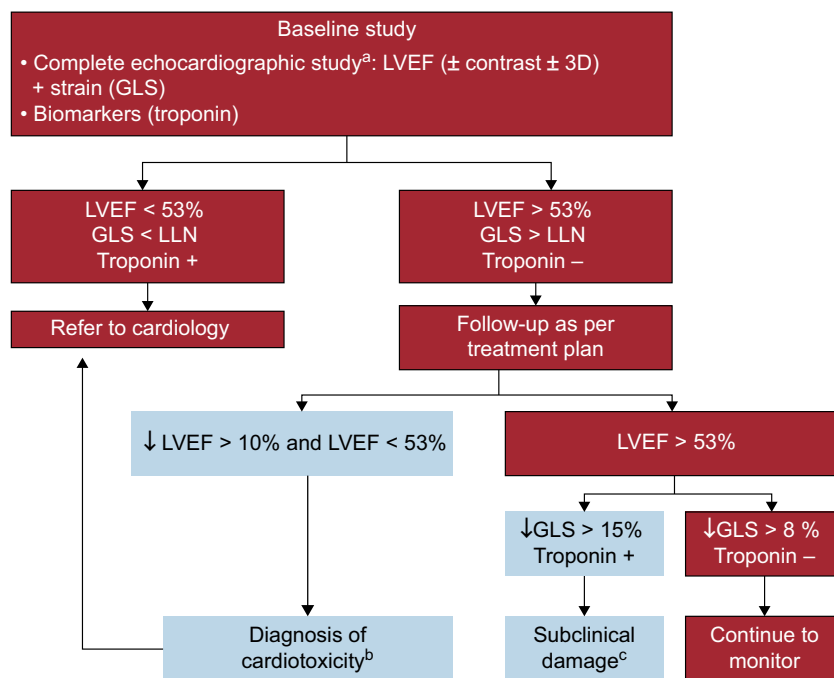 Baseline study
• Complete echocardiographic studyᵃ: LVEF (± contrast ± 3D)
+ strain (GLS)
• Biomarkers (troponin)
LVEF < 53%
GLS < LLN
Troponin +
LVEF > 53%
GLS > LLN
Troponin –
Refer to cardiology
Follow-up as per
treatment plan
↓ LVEF > 10% and LVEF < 53%
LVEF > 53%
↓GLS > 15%
Troponin +
↓GLS > 8 %
Troponin –
Diagnosis of
cardiotoxicityᵇ
Subclinical
damageᶜ
Continue to
monitor